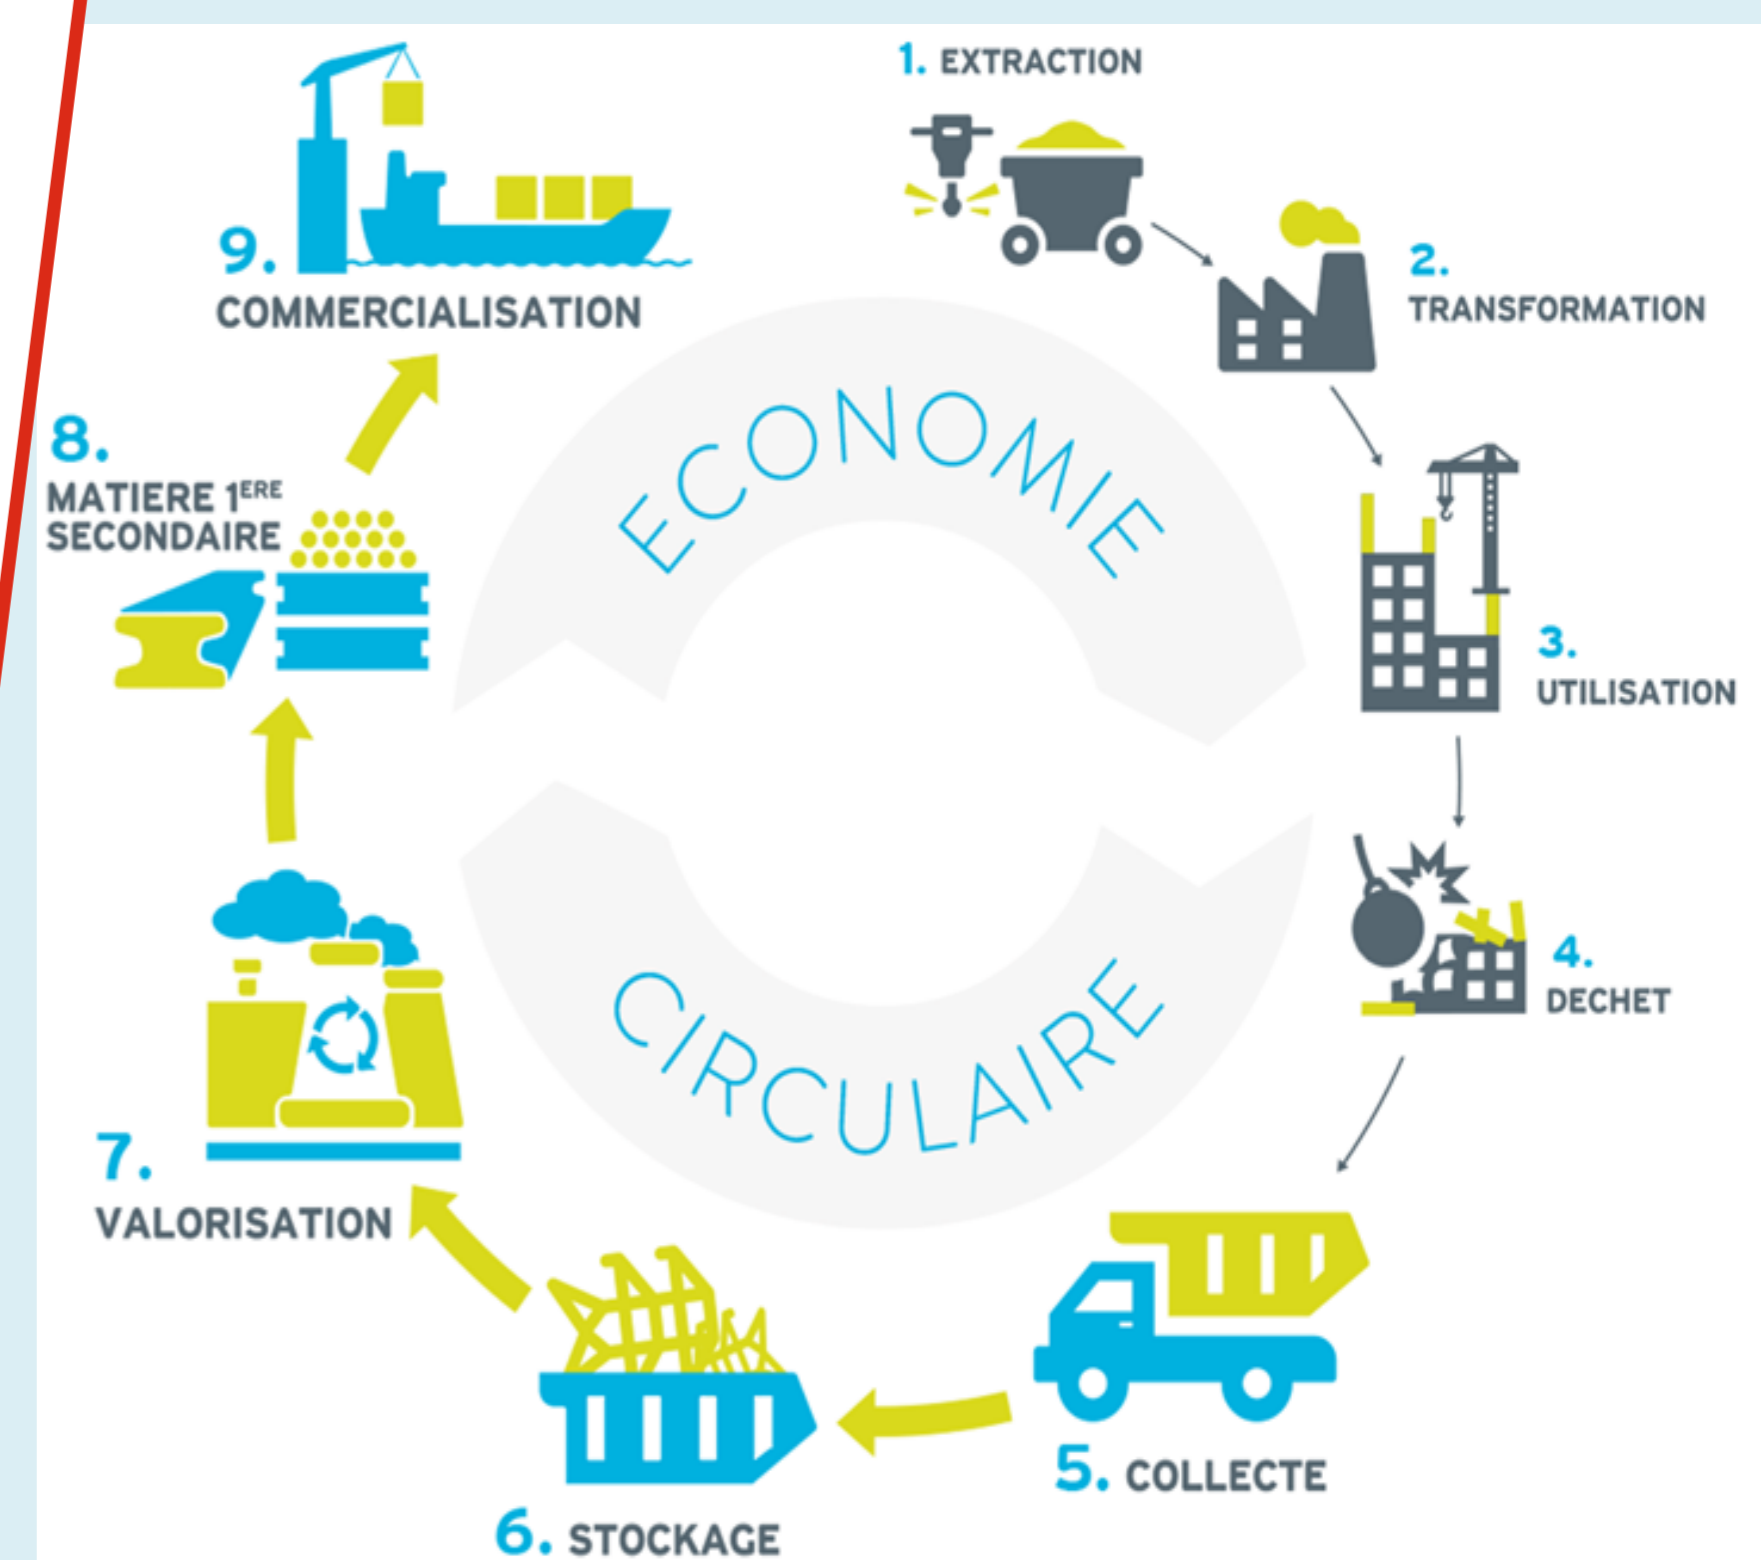 1. EXTRACTION
2.
TRANSFORMATION
3.
UTILISATION
4.
DECHET
5. COLLECTE
6. STOCKAGE
7.
VALORISATION
8.
MATIERE 1ERE
SECONDAIRE
9.
COMMERCIALISATION
ECONOMIE
CIRCULAIRE